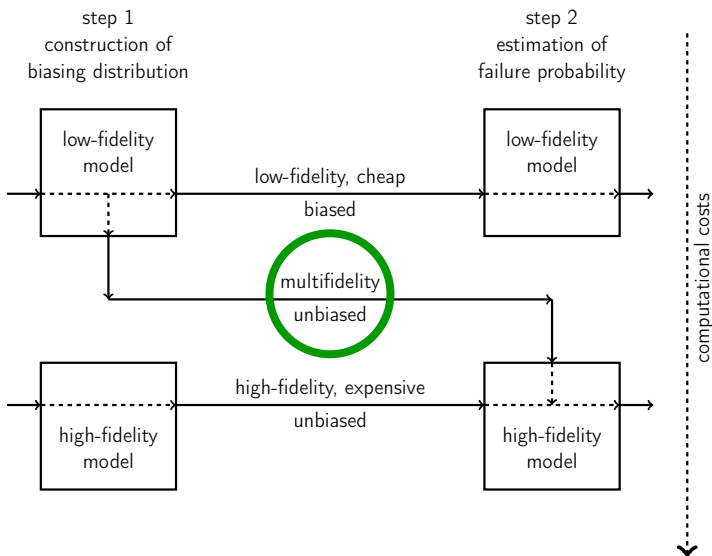 step 1
construction of
biasing distribution
step 2
estimation of
failure probability
low-fidelity
model
low-fidelity, cheap
biased
low-fidelity
model
multifidelity
unbiased
high-fidelity, expensive
unbiased
high-fidelity
model
high-fidelity
model
computational costs